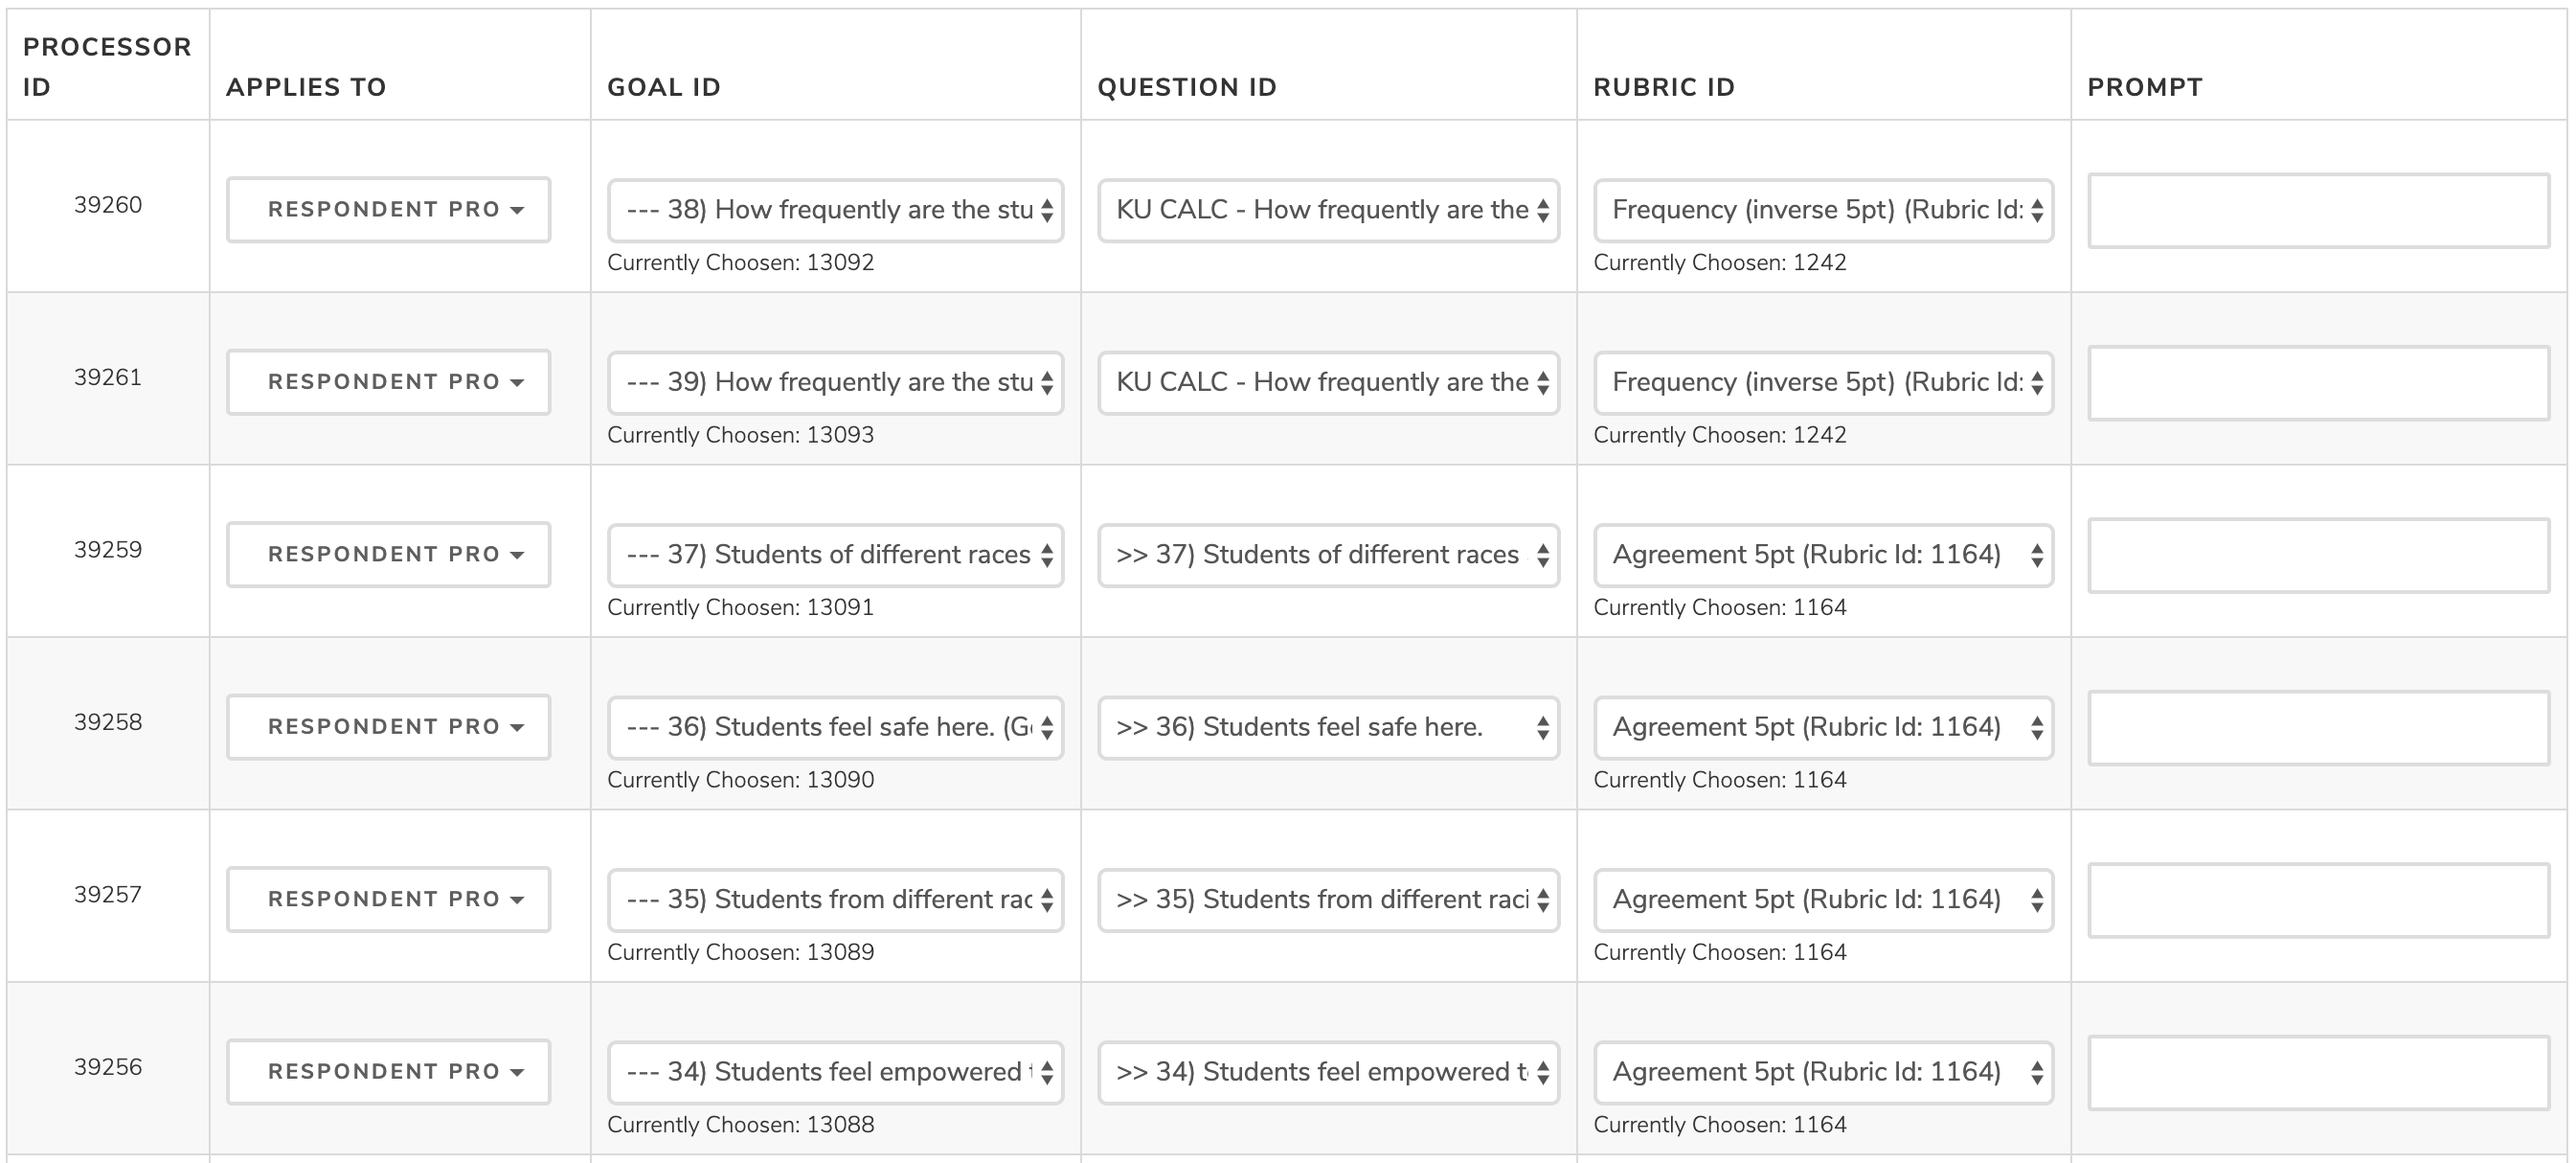 PROCESSOR ID APPLIES TO GOAL ID QUESTION ID RUBRIC ID PROMPT
39260 RESPONDENT PRO --- 38) How frequently are the stu KU CALC - How frequently are the Frequency (inverse 5pt) (Rubric Id:
Currently Choosen: 13092 Currently Choosen: 1242
39261 RESPONDENT PRO --- 39) How frequently are the stu KU CALC - How frequently are the Frequency (inverse 5pt) (Rubric Id:
Currently Choosen: 13093 Currently Choosen: 1242
39259 RESPONDENT PRO --- 37) Students of different races >> 37) Students of different races Agreement 5pt (Rubric Id: 1164)
Currently Choosen: 13091 Currently Choosen: 1164
39258 RESPONDENT PRO --- 36) Students feel safe here. (G >> 36) Students feel safe here. Agreement 5pt (Rubric Id: 1164)
Currently Choosen: 13090 Currently Choosen: 1164
39257 RESPONDENT PRO --- 35) Students from different rac >> 35) Students from different raci Agreement 5pt (Rubric Id: 1164)
Currently Choosen: 13089 Currently Choosen: 1164
39256 RESPONDENT PRO --- 34) Students feel empowered >> 34) Students feel empowered t Agreement 5pt (Rubric Id: 1164)
Currently Choosen: 13088 Currently Choosen: 1164